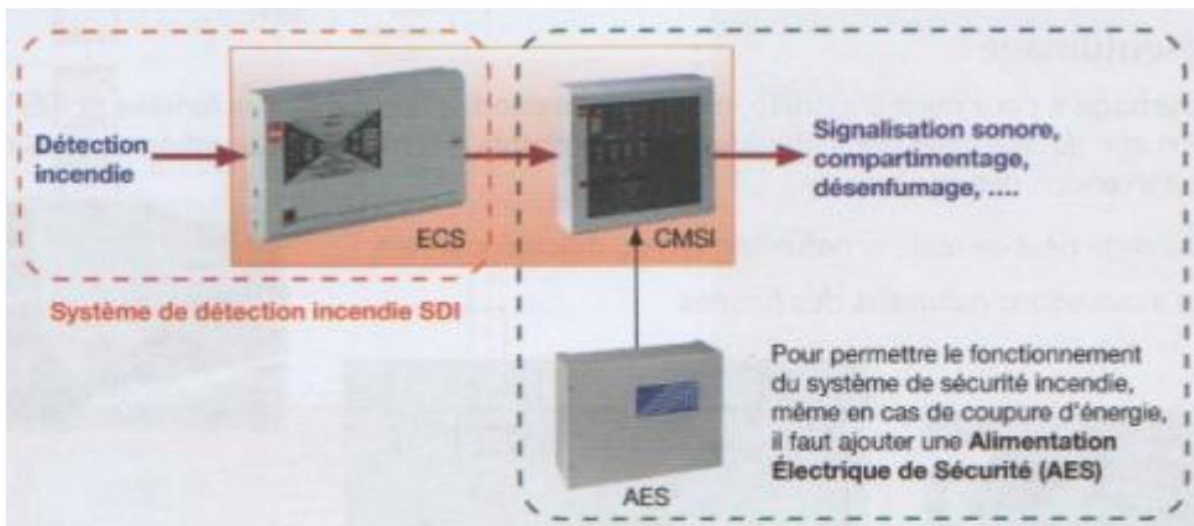 Détection
incendie
ECS
CMSI
Signalisation sonore,
compartimentage,
désenfumage, ....
Système de détection incendie SDI
AES
Pour permettre le fonctionnement
du système de sécurité incendie,
même en cas de coupure d'énergie,
il faut ajouter une Alimentation
Électrique de Sécurité (AES)